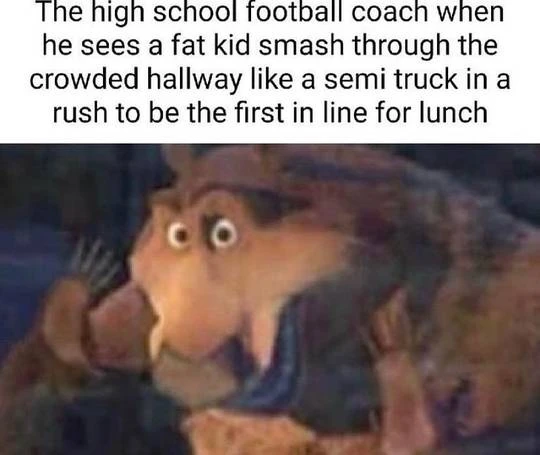 The high school football coach when
he sees a fat kid smash through the
crowded hallway like a semi truck in a
rush to be the first in line for lunch